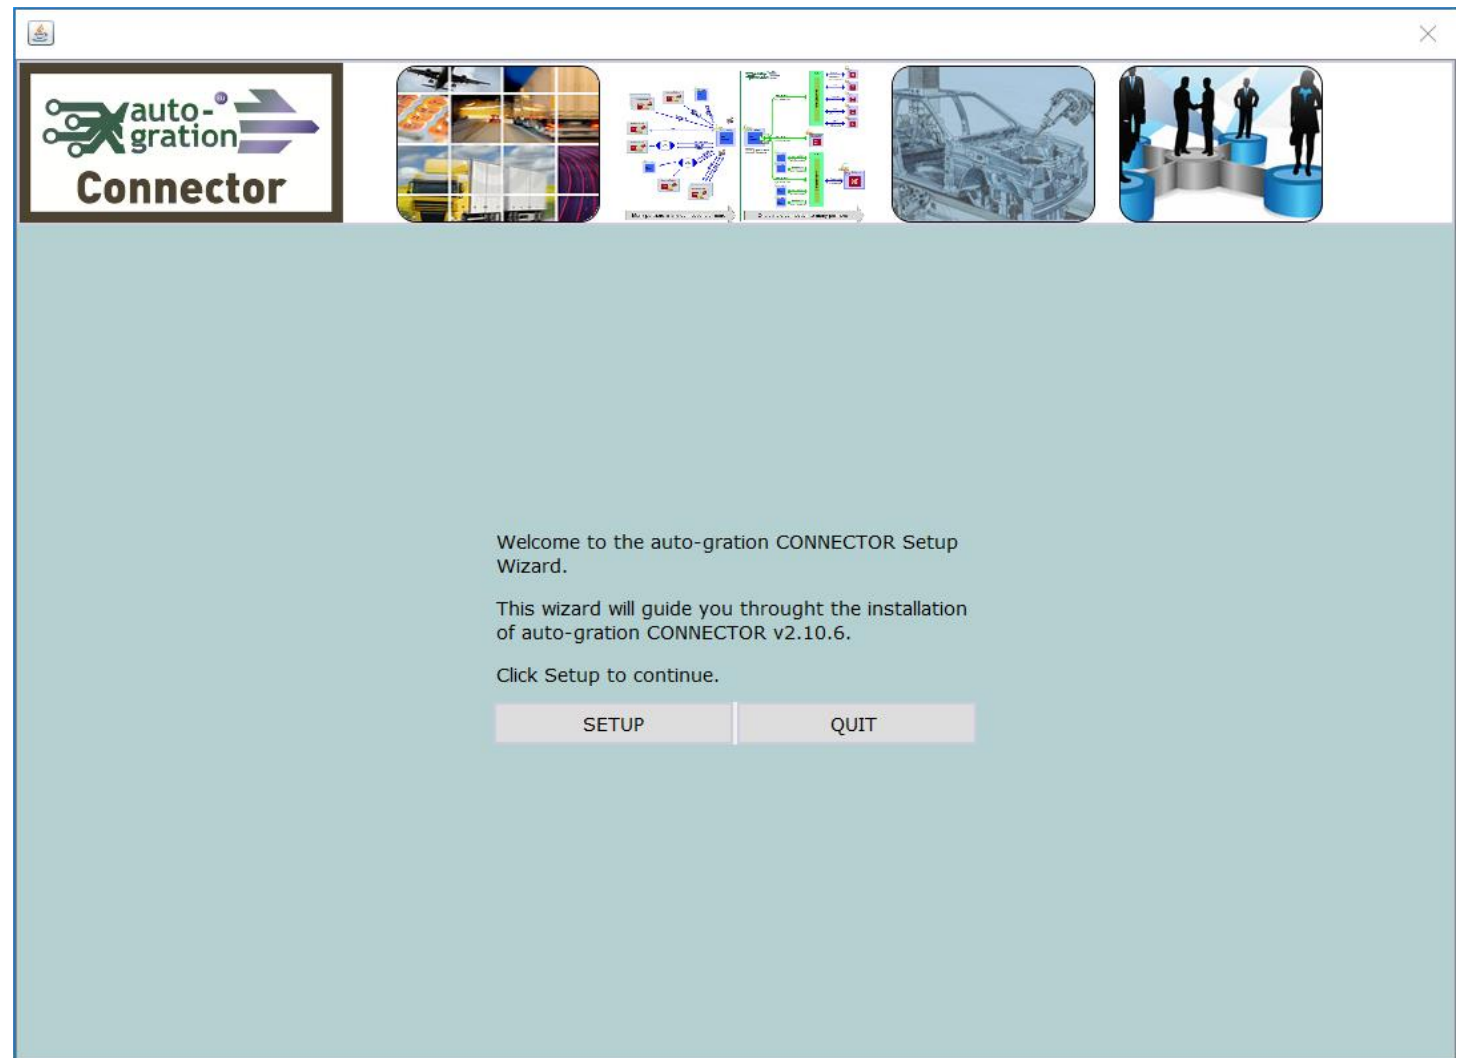 auto-
gration
Connector
Welcome to the auto-gration CONNECTOR Setup
Wizard.
This wizard will guide you throught the installation
of auto-gration CONNECTOR v2.10.6.
Click Setup to continue.
SETUP
QUIT